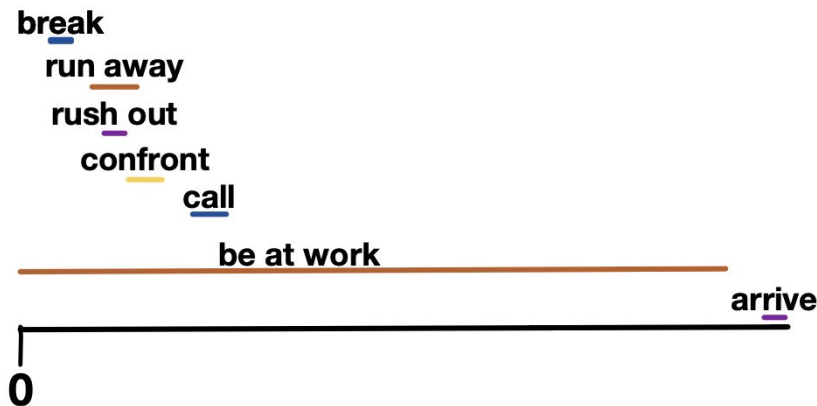 break
run away
rush out
confront
call
be at work
arrive
0